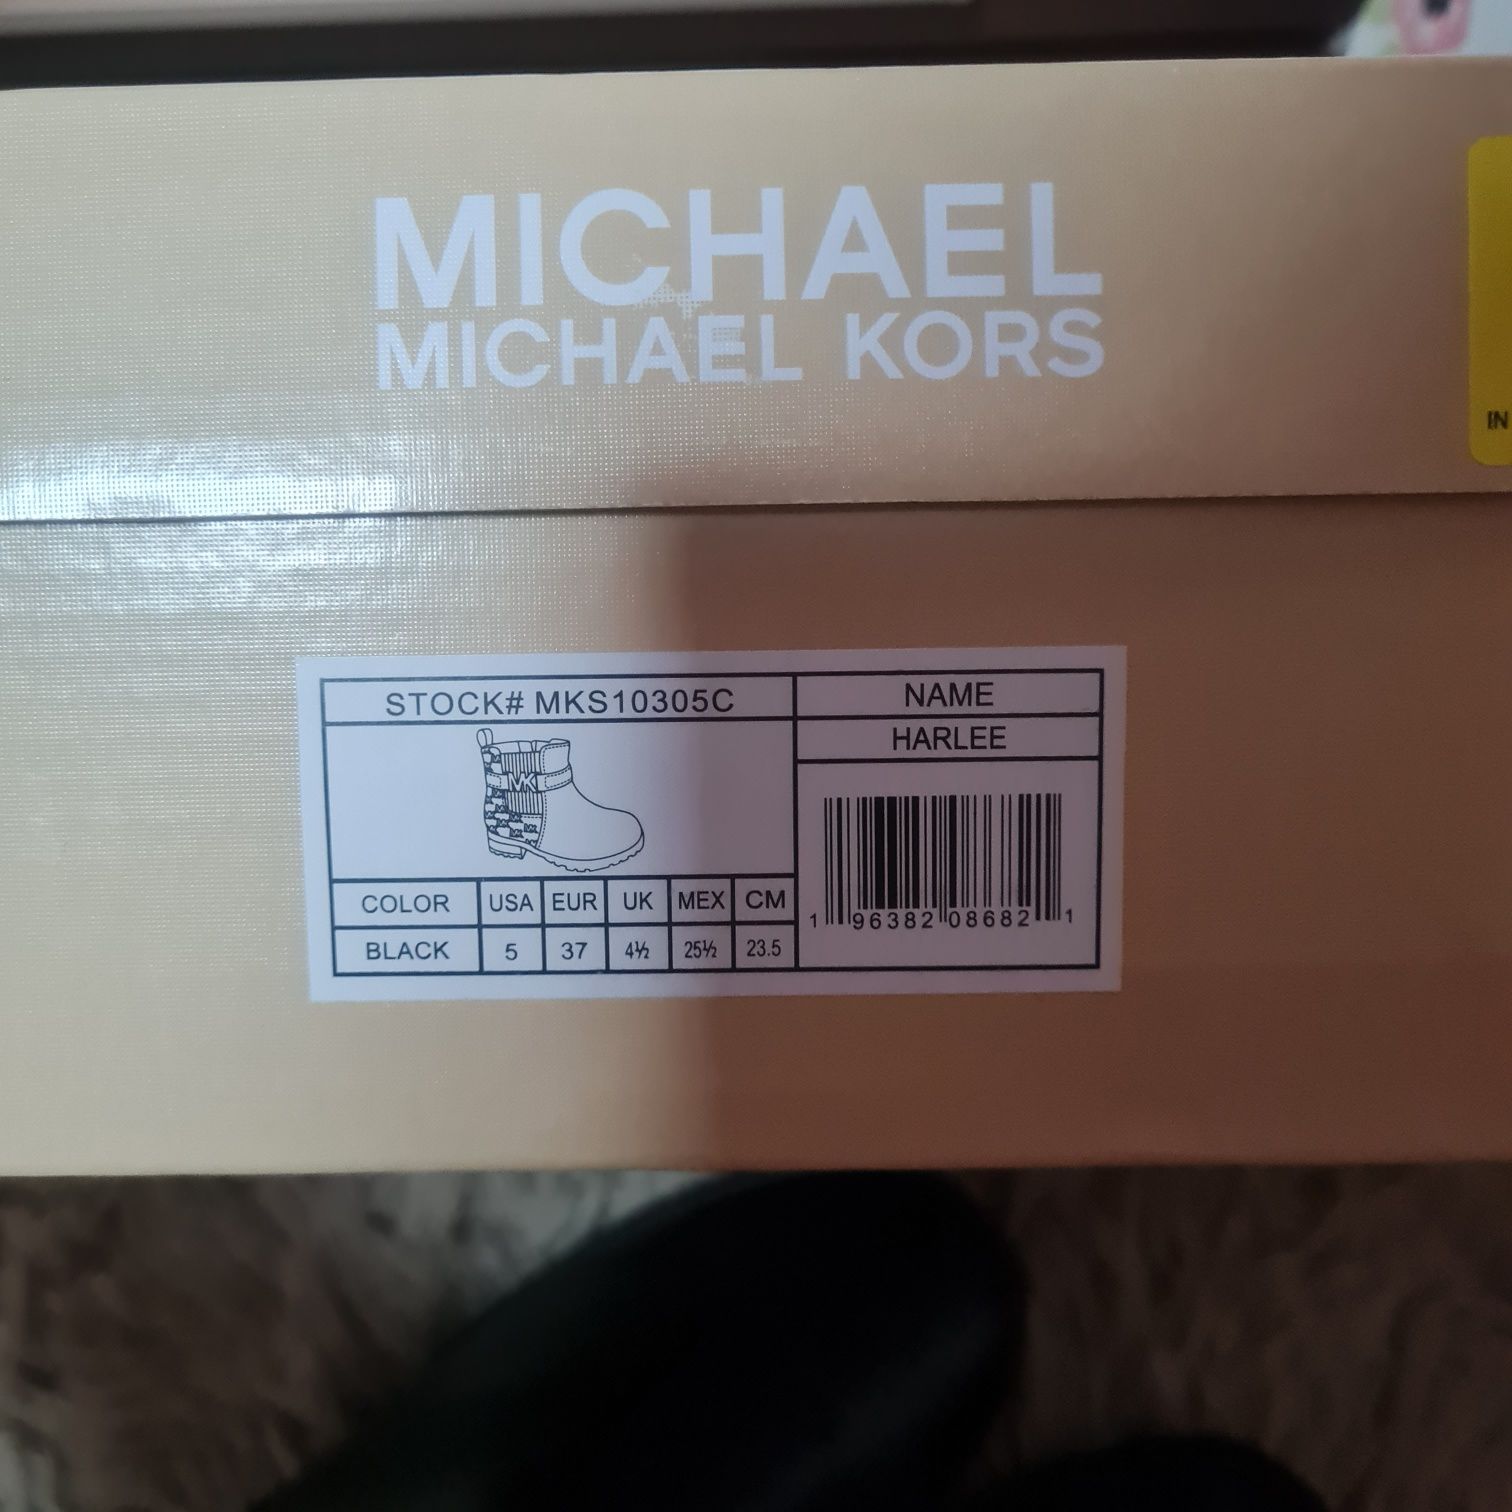 MICHAEL
MICHAEL KORS
IN
STOCK# MKS10305C
NAME
HARLEE
MK
COLOR USA EUR UK MEX CM
BLACK 5 37 4½ 25½ 23.5
1 96382 08682 1